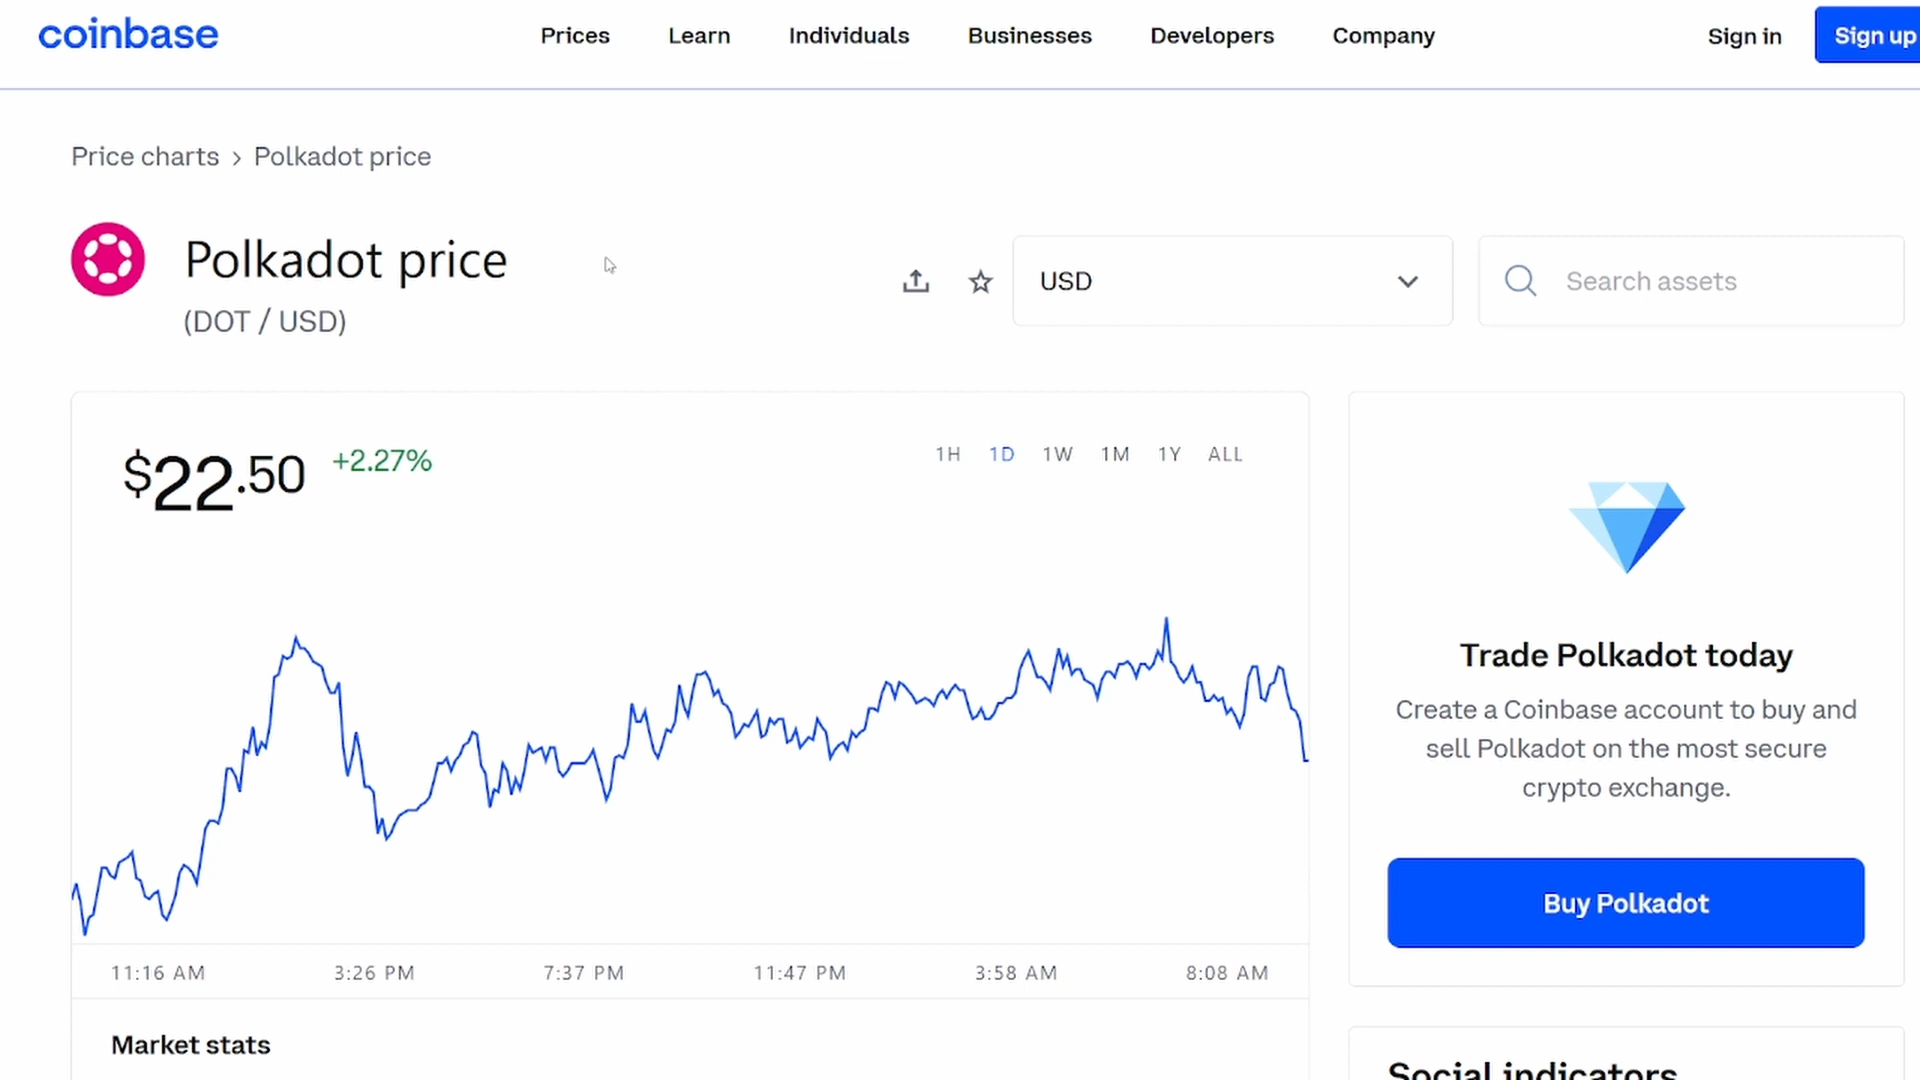 coinbase
Prices Learn Individuals Businesses Developers Company Sign in Sign up
Price charts > Polkadot price
Polkadot price
(DOT / USD)
USD
Search assets
$22.50 +2.27%
1H 1D 1W 1M 1Y ALL
11:16 AM 3:26 PM 7:37 PM 11:47 PM 3:58 AM 8:08 AM
Market stats
Trade Polkadot today
Create a Coinbase account to buy and
sell Polkadot on the most secure
crypto exchange.
Buy Polkadot
Social indicators